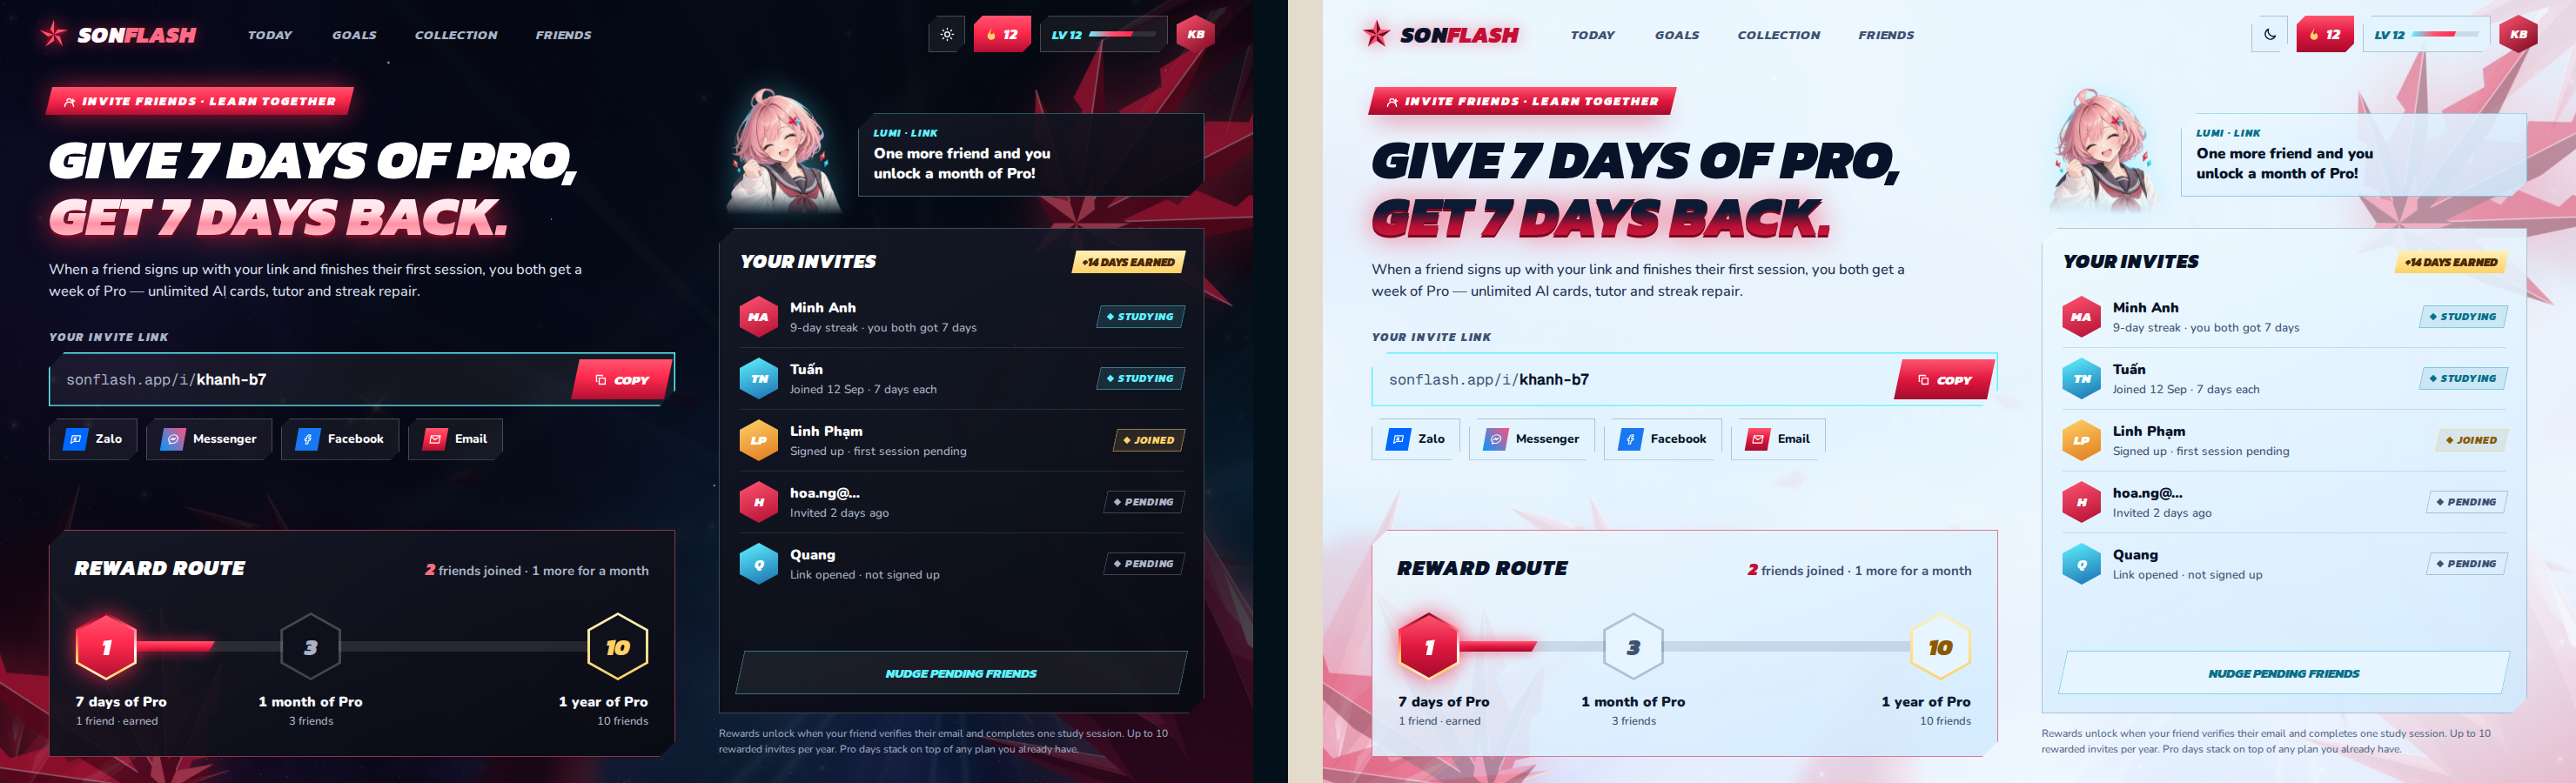 SONFLASH
TODAY
GOALS
COLLECTION
FRIENDS
12
LV 12
KB
INVITE FRIENDS · LEARN TOGETHER
GIVE 7 DAYS OF PRO,
GET 7 DAYS BACK.
When a friend signs up with your link and finishes their first session, you both get a
week of Pro — unlimited AI cards, tutor and streak repair.
YOUR INVITE LINK
sonflash.app/i/khanh-b7
COPY
Zalo
Messenger
Facebook
Email
REWARD ROUTE
2 friends joined · 1 more for a month
1
3
10
7 days of Pro
1 month of Pro
1 year of Pro
1 friend · earned
3 friends
10 friends
LUMI · LINK
One more friend and you
unlock a month of Pro!
YOUR INVITES
+14 DAYS EARNED
MA
Minh Anh
9-day streak · you both got 7 days
STUDYING
TN
Tuấn
Joined 12 Sep · 7 days each
STUDYING
LP
Linh Phạm
Signed up · first session pending
JOINED
H
hoa.ng@...
Invited 2 days ago
PENDING
Q
Quang
Link opened · not signed up
PENDING
NUDGE PENDING FRIENDS
Rewards unlock when your friend verifies their email and completes one study session. Up to 10
rewarded invites per year. Pro days stack on top of any plan you already have.
SONFLASH
TODAY
GOALS
COLLECTION
FRIENDS
12
LV 12
KB
INVITE FRIENDS · LEARN TOGETHER
GIVE 7 DAYS OF PRO,
GET 7 DAYS BACK.
When a friend signs up with your link and finishes their first session, you both get a
week of Pro — unlimited AI cards, tutor and streak repair.
YOUR INVITE LINK
sonflash.app/i/khanh-b7
COPY
Zalo
Messenger
Facebook
Email
REWARD ROUTE
2 friends joined · 1 more for a month
1
3
10
7 days of Pro
1 month of Pro
1 year of Pro
1 friend · earned
3 friends
10 friends
LUMI · LINK
One more friend and you
unlock a month of Pro!
YOUR INVITES
+14 DAYS EARNED
MA
Minh Anh
9-day streak · you both got 7 days
STUDYING
TN
Tuấn
Joined 12 Sep · 7 days each
STUDYING
LP
Linh Phạm
Signed up · first session pending
JOINED
H
hoa.ng@...
Invited 2 days ago
PENDING
Q
Quang
Link opened · not signed up
PENDING
NUDGE PENDING FRIENDS
Rewards unlock when your friend verifies their email and completes one study session. Up to 10
rewarded invites per year. Pro days stack on top of any plan you already have.